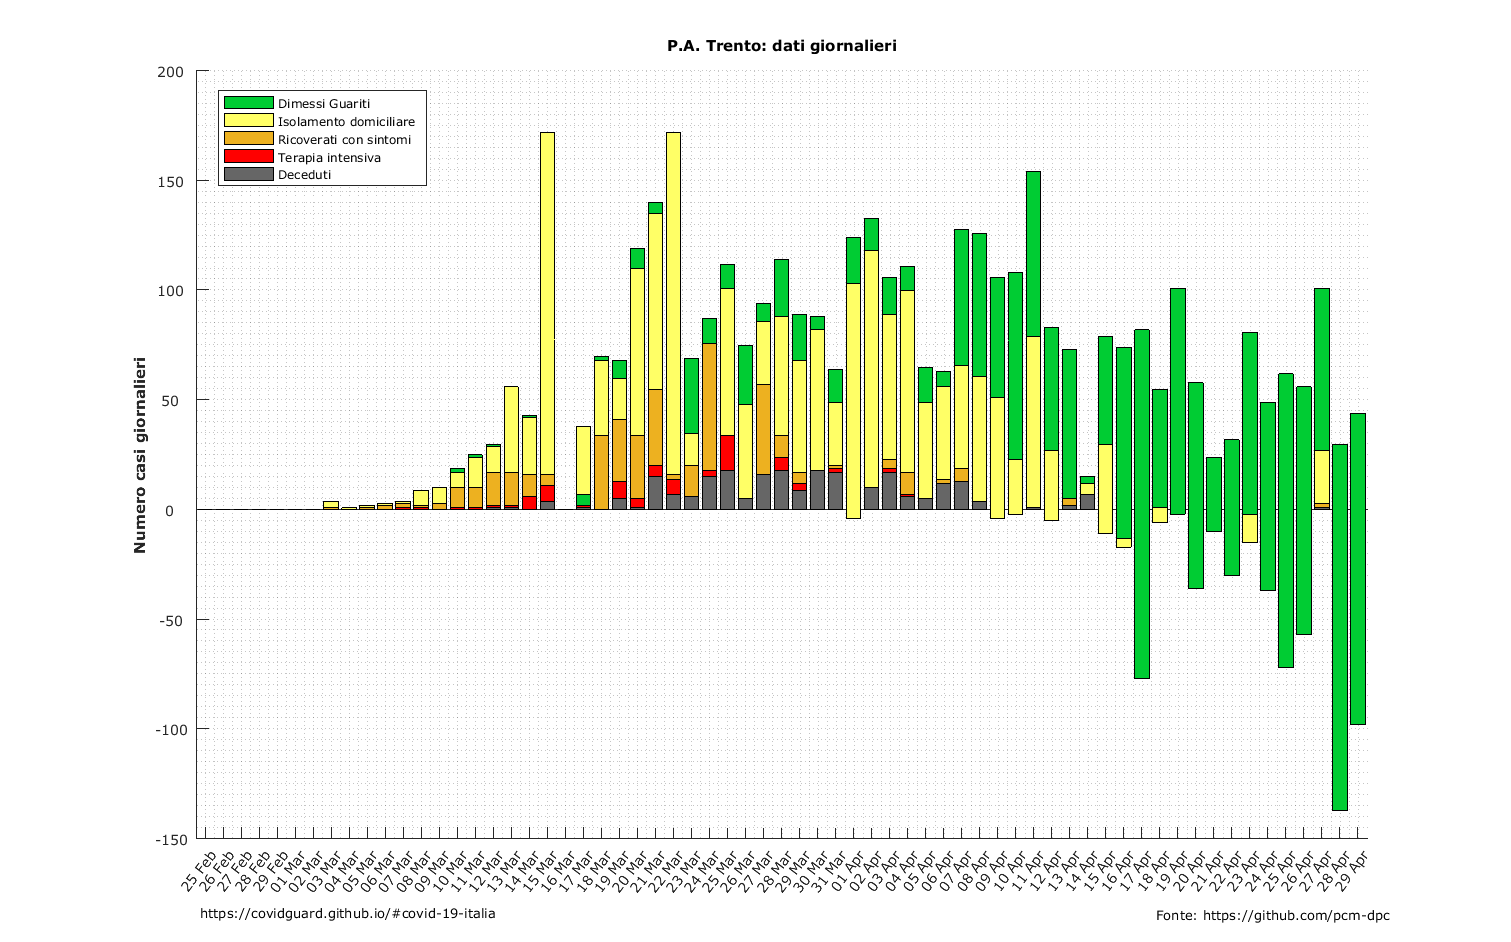 P.A. Trento: dati giornalieri
200
150
100
50
0
-50
-100
-150
Numero casi giornalieri
Dimessi Guariti
Isolamento domiciliare
Ricoverati con sintomi
Terapia intensiva
Deceduti
25 Feb
26 Feb
27 Feb
28 Feb
29 Feb
01 Mar
02 Mar
03 Mar
04 Mar
05 Mar
06 Mar
07 Mar
08 Mar
09 Mar
10 Mar
11 Mar
12 Mar
13 Mar
14 Mar
15 Mar
16 Mar
17 Mar
18 Mar
19 Mar
20 Mar
21 Mar
22 Mar
23 Mar
24 Mar
25 Mar
26 Mar
27 Mar
28 Mar
29 Mar
30 Mar
31 Mar
01 Apr
02 Apr
03 Apr
04 Apr
05 Apr
06 Apr
07 Apr
08 Apr
09 Apr
10 Apr
11 Apr
12 Apr
13 Apr
14 Apr
15 Apr
16 Apr
17 Apr
18 Apr
19 Apr
20 Apr
21 Apr
22 Apr
23 Apr
24 Apr
25 Apr
26 Apr
27 Apr
28 Apr
29 Apr
https://covidguard.github.io/#covid-19-italia
Fonte: https://github.com/pcm-dpc